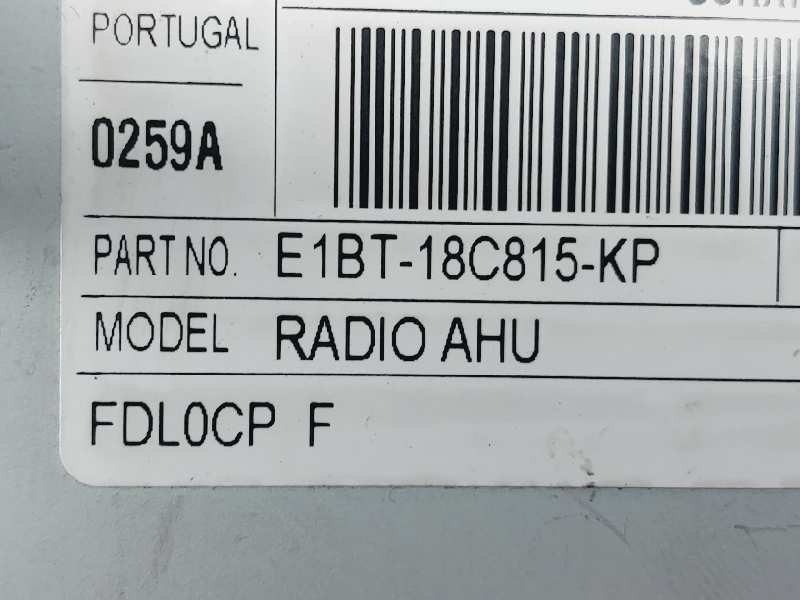 PORTUGAL
0259A
PART NO. E1BT-18C815-KP
MODEL RADIO AHU
FDL0CP F